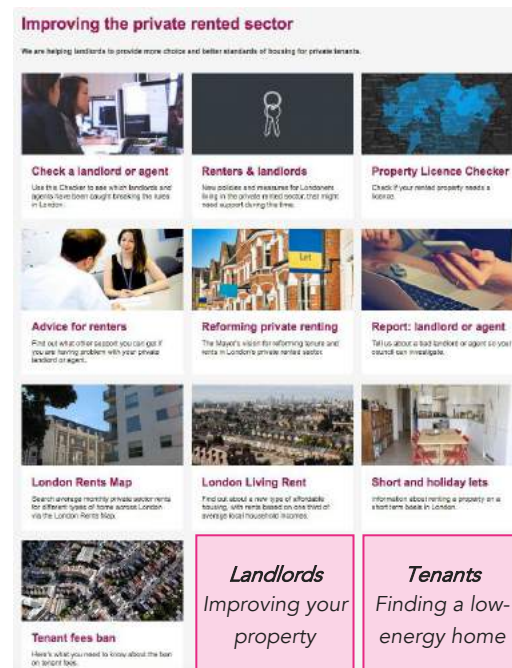 Improving the private rented sector
We are helping landlords to provide more choice and better standards of housing for private tenants.
Check a landlord or agent
Use this Checker to see which landlords and
agents have been caught breaking the rules
in London.
Renters & landlords
New policies and measures for Londoners
living in the private rented sector, that might
need support during this time.
Property Licence Checker
Check if your rented property needs a
licence.
Let
Advice for renters
Find out what other support you can get if
you are having problem with your private
landlord or agent.
Reforming private renting
The Mayor's vision for reforming tenure and
rents in London's private rented sector.
Report: landlord or agent
Tell us about a bad landlord or agent so your
council can investigate.
London Rents Map
Search average monthly private sector rents
for different types of home across London
via the London Rents Map.
London Living Rent
Find out about a new type of affordable
housing, with rents based on one third of
average local household incomes.
Short and holiday lets
Information about renting a property on a
short term basis in London.
Tenant fees ban
Here's what you need to know about the ban
on tenant fees.
Landlords
Improving your
property
Tenants
Finding a low-
energy home